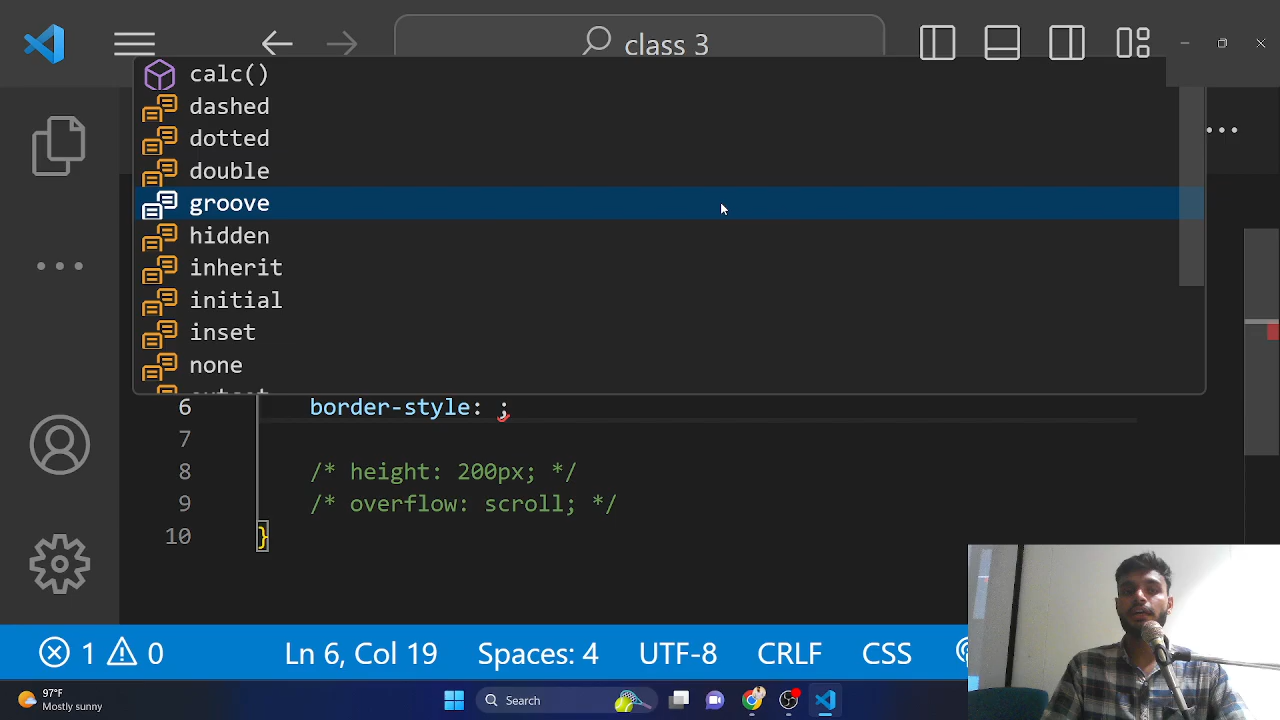 class 3
calc()
dashed
dotted
double
groove
hidden
inherit
initial
inset
none
6 border-style: ;
7
8 /* height: 200px; */
9 /* overflow: scroll; */
10 }
1 0 Ln 6, Col 19 Spaces: 4 UTF-8 CRLF CSS
97°F
Mostly sunny
Search